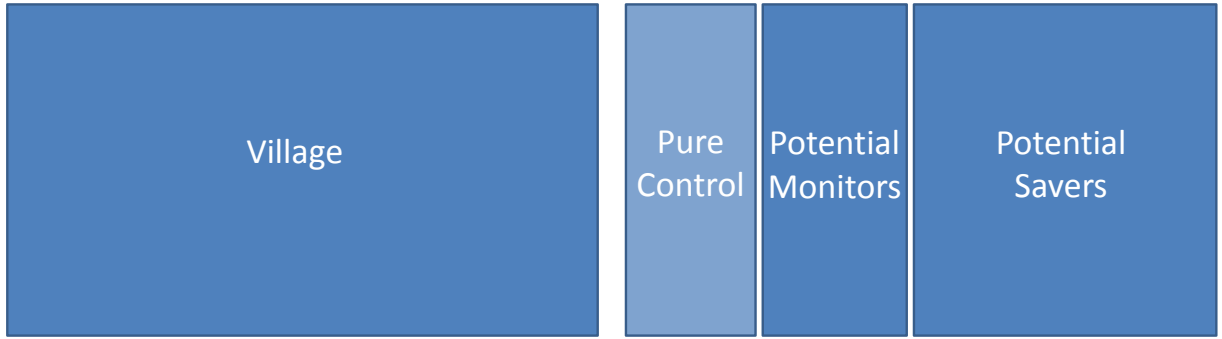 Village
Pure
Control
Potential
Monitors
Potential
Savers